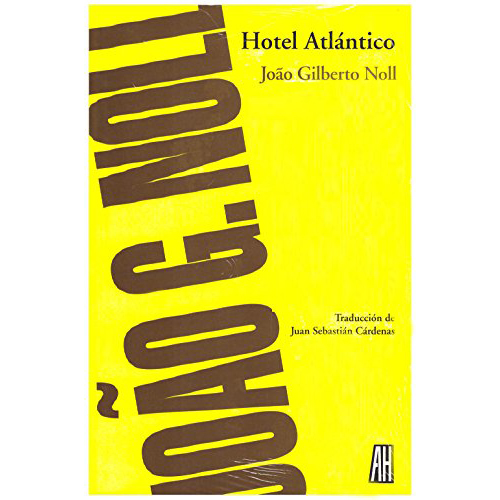 Hotel Atlántico
João Gilberto Noll
JOÃO G. NOLL
Traducción de
Juan Sebastián Cárdenas
AH